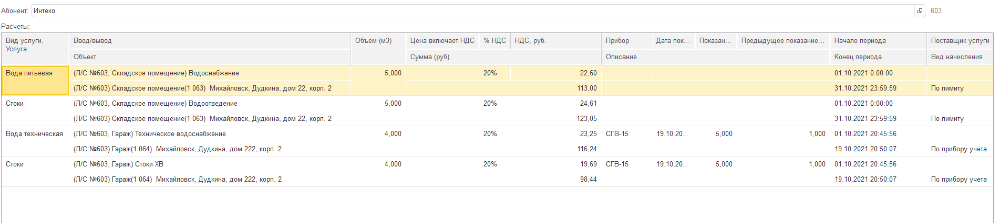 Абонент: Интеко 603
Расчеты:
Вид услуги, Услуга Ввод/вывод Объем (м3) Цена включает НДС % НДС НДС, руб. Прибор Дата пок... Показан... Предыдущее показание... Начало периода Поставщик услуги
Объект Сумма (руб) Описание Конец периода Вид начисления
Вода питьевая (Л/С №603, Складское помещение) Водоснабжение 5,000 20% 22,60 01.10.2021 0:00:00
(Л/С №603) Складское помещение(1 063) Михайловск, Дудкина, дом 22, корп. 2 113,00 31.10.2021 23:59:59 По лимиту
Стоки (Л/С №603, Складское помещение) Водоотведение 5,000 20% 24,61 01.10.2021 0:00:00
(Л/С №603) Складское помещение(1 063) Михайловск, Дудкина, дом 22, корп. 2 123,05 31.10.2021 23:59:59 По лимиту
Вода техническая (Л/С №603, Гараж) Техническое водоснабжение 4,000 20% 23,25 СГВ-15 19.10.20... 5,000 1,000 01.10.2021 20:45:56
(Л/С №603) Гараж(1 064) Михайловск, Дудкина, дом 222, корп. 2 116,24 19.10.2021 20:50:07 По прибору учета
Стоки (Л/С №603, Гараж) Стоки ХВ 4,000 20% 19,69 СГВ-15 19.10.20... 5,000 1,000 01.10.2021 20:45:56
(Л/С №603) Гараж(1 064) Михайловск, Дудкина, дом 222, корп. 2 98,44 19.10.2021 20:50:07 По прибору учета